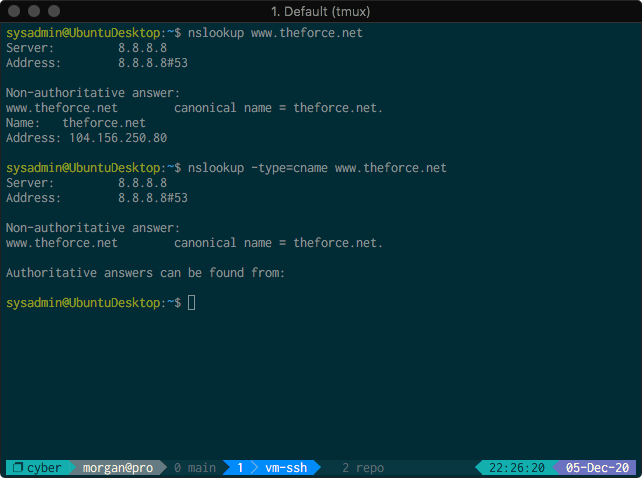 1. Default (tmux)
sysadmin@UbuntuDesktop:~$ nslookup www.theforce.net
Server:         8.8.8.8
Address:        8.8.8.8#53

Non-authoritative answer:
www.theforce.net        canonical name = theforce.net.
Name:   theforce.net
Address: 104.156.250.80

sysadmin@UbuntuDesktop:~$ nslookup -type=cname www.theforce.net
Server:         8.8.8.8
Address:        8.8.8.8#53

Non-authoritative answer:
www.theforce.net        canonical name = theforce.net.

Authoritative answers can be found from:

sysadmin@UbuntuDesktop:~$
cyber morgan@pro 0 main 1 vm-ssh 2 repo 22:26:20 05-Dec-20